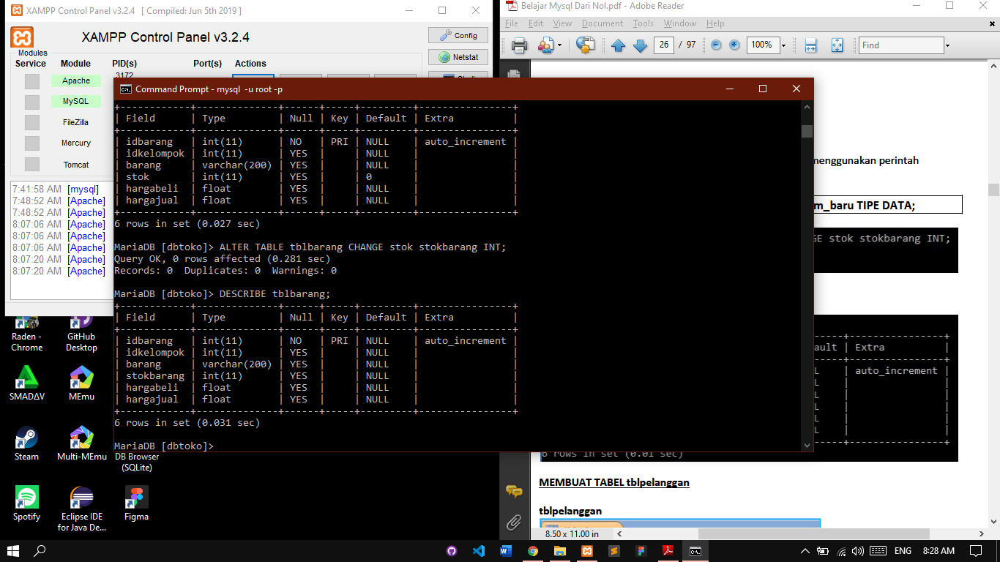 XAMPP Control Panel v3.2.4 [ Compiled: Jun 5th 2019 ]
XAMPP Control Panel v3.2.4
Config
Netstat
Modules
Service Module PID(s) Port(s) Actions
3172
Apache
MySQL
FileZilla
Mercury
Tomcat
7:41:58 AM [mysql]
7:48:52 AM [Apache]
7:48:52 AM [Apache]
8:07:06 AM [Apache]
8:07:06 AM [Apache]
8:07:06 AM [Apache]
8:07:20 AM [Apache]
8:07:20 AM [Apache]
Belajar Mysql Dari Nol.pdf - Adobe Reader
File Edit View Document Tools Window Help
26 / 97 100% Find
menggunakan perintah
m_baru TIPE DATA;
GE stok stokbarang INT;
ault | Extra |
L | auto_increment |
L | |
L | |
L | |
L | |
L | |
6 rows in set (0.01 sec)
MEMBUAT TABEL tblpelanggan
tblpelanggan
8.50 x 11.00 in
Command Prompt - mysql -u root -p
+------------+--------------+------+-----+---------+----------------+
| Field | Type | Null | Key | Default | Extra |
+------------+--------------+------+-----+---------+----------------+
| idbarang | int(11) | NO | PRI | NULL | auto_increment |
| idkelompok | int(11) | YES | | NULL | |
| barang | varchar(200) | YES | | NULL | |
| stok | int(11) | YES | | 0 | |
| hargabeli | float | YES | | NULL | |
| hargajual | float | YES | | NULL | |
+------------+--------------+------+-----+---------+----------------+
6 rows in set (0.027 sec)
MariaDB [dbtoko]> ALTER TABLE tblbarang CHANGE stok stokbarang INT;
Query OK, 0 rows affected (0.281 sec)
Records: 0 Duplicates: 0 Warnings: 0
MariaDB [dbtoko]> DESCRIBE tblbarang;
+------------+--------------+------+-----+---------+----------------+
| Field | Type | Null | Key | Default | Extra |
+------------+--------------+------+-----+---------+----------------+
| idbarang | int(11) | NO | PRI | NULL | auto_increment |
| idkelompok | int(11) | YES | | NULL | |
| barang | varchar(200) | YES | | NULL | |
| stokbarang | int(11) | YES | | NULL | |
| hargabeli | float | YES | | NULL | |
| hargajual | float | YES | | NULL | |
+------------+--------------+------+-----+---------+----------------+
6 rows in set (0.031 sec)
MariaDB [dbtoko]>
Raden - Chrome
GitHub Desktop
SMADΔV
MEmu
Steam
Multi-MEmu
DB Browser (SQLite)
Spotify
Eclipse IDE for Java De...
Figma
ENG 8:28 AM